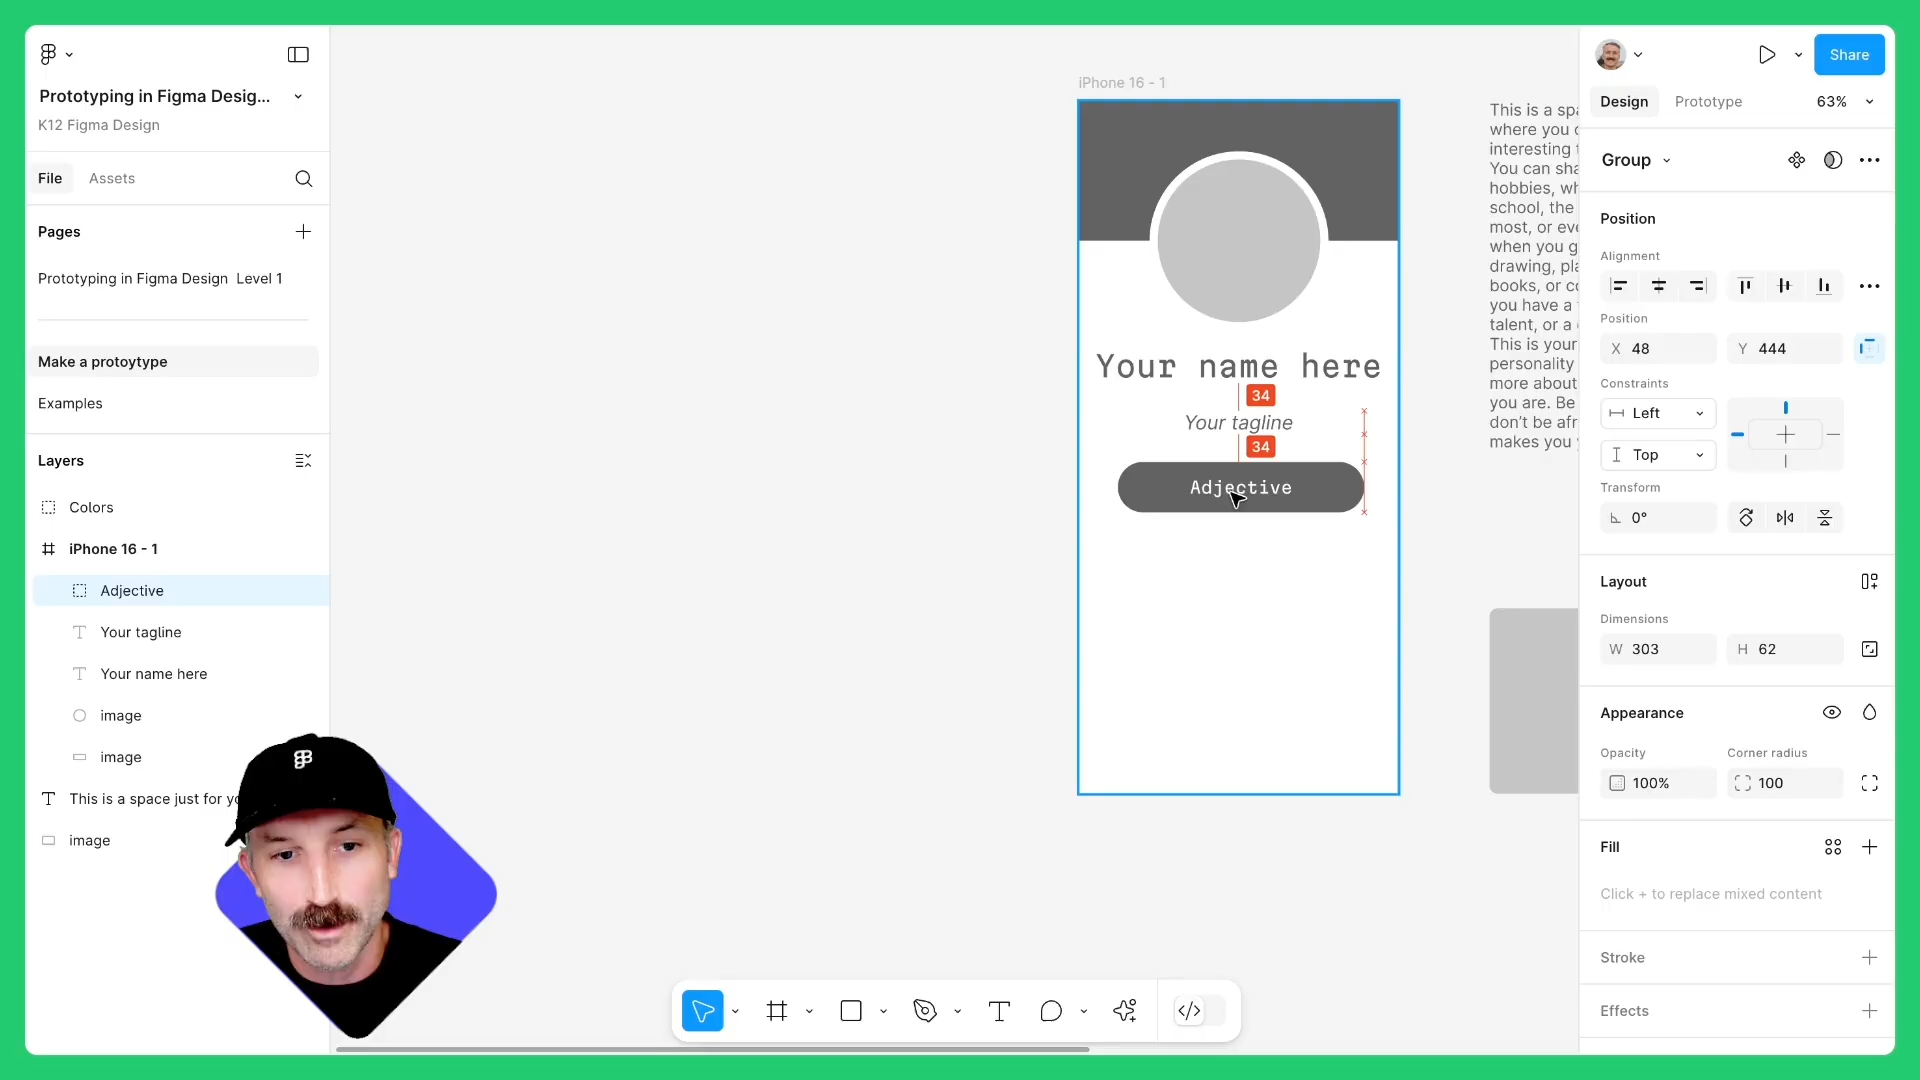 Prototyping in Figma Desig...
K12 Figma Design
File
Assets
Pages
Prototyping in Figma Design  Level 1
Make a protoytype
Examples
Layers
Colors
iPhone 16 - 1
Adjective
Your tagline
Your name here
image
image
This is a space just for yo
image
iPhone 16 - 1
Your name here
34
Your tagline
34
Adjective
This is a spa
where you c
interesting t
You can sha
hobbies, wh
school, the
most, or eve
when you g
drawing, pla
books, or co
you have a f
talent, or a
This is your
personality
more about
you are. Be
don't be afr
makes you y
Share
Design
Prototype
63%
Group
Position
Alignment
Position
X 48
Y 444
Constraints
Left
Top
Transform
0°
Layout
Dimensions
W 303
H 62
Appearance
Opacity
Corner radius
100%
100
Fill
Click + to replace mixed content
Stroke
Effects